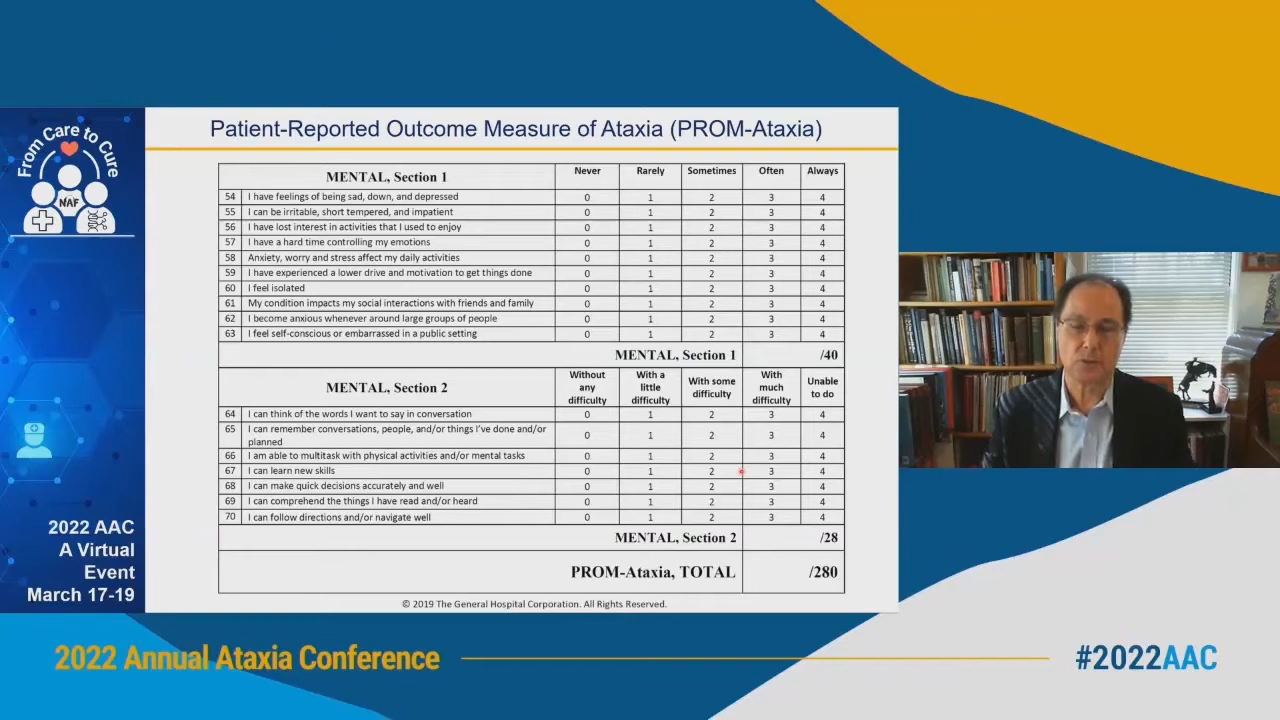 From Care to Cure
NAF
2022 AAC
A Virtual
Event
March 17-19
Patient-Reported Outcome Measure of Ataxia (PROM-Ataxia)
MENTAL, Section 1 Never Rarely Sometimes Often Always
54 I have feelings of being sad, down, and depressed 0 1 2 3 4
55 I can be irritable, short tempered, and impatient 0 1 2 3 4
56 I have lost interest in activities that I used to enjoy 0 1 2 3 4
57 I have a hard time controlling my emotions 0 1 2 3 4
58 Anxiety, worry and stress affect my daily activities 0 1 2 3 4
59 I have experienced a lower drive and motivation to get things done 0 1 2 3 4
60 I feel isolated 0 1 2 3 4
61 My condition impacts my social interactions with friends and family 0 1 2 3 4
62 I become anxious whenever around large groups of people 0 1 2 3 4
63 I feel self-conscious or embarrassed in a public setting 0 1 2 3 4
MENTAL, Section 1 /40
MENTAL, Section 2 Without any difficulty With a little difficulty With some difficulty With much difficulty Unable to do
64 I can think of the words I want to say in conversation 0 1 2 3 4
65 I can remember conversations, people, and/or things I've done and/or
planned 0 1 2 3 4
66 I am able to multitask with physical activities and/or mental tasks 0 1 2 3 4
67 I can learn new skills 0 1 2 3 4
68 I can make quick decisions accurately and well 0 1 2 3 4
69 I can comprehend the things I have read and/or heard 0 1 2 3 4
70 I can follow directions and/or navigate well 0 1 2 3 4
MENTAL, Section 2 /28
PROM-Ataxia, TOTAL /280
© 2019 The General Hospital Corporation. All Rights Reserved.
2022 Annual Ataxia Conference
#2022AAC